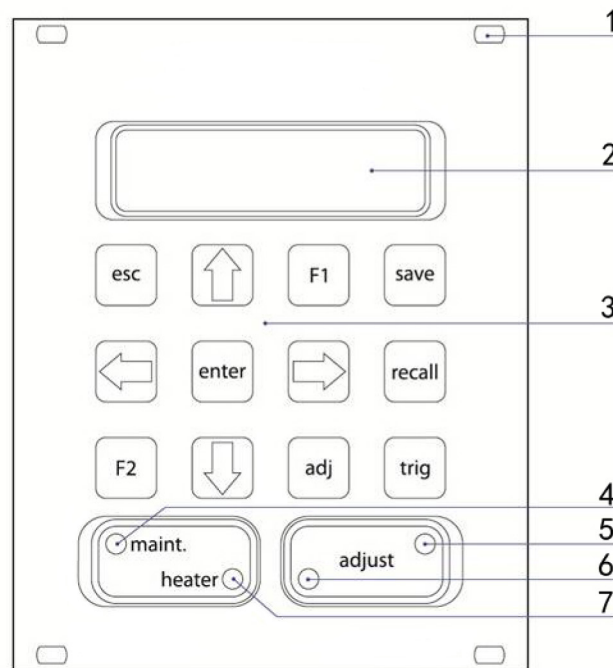 1
2
esc F1 save
3
enter recall
F2 adj trig
4
maint. 5
adjust
heater 6
7